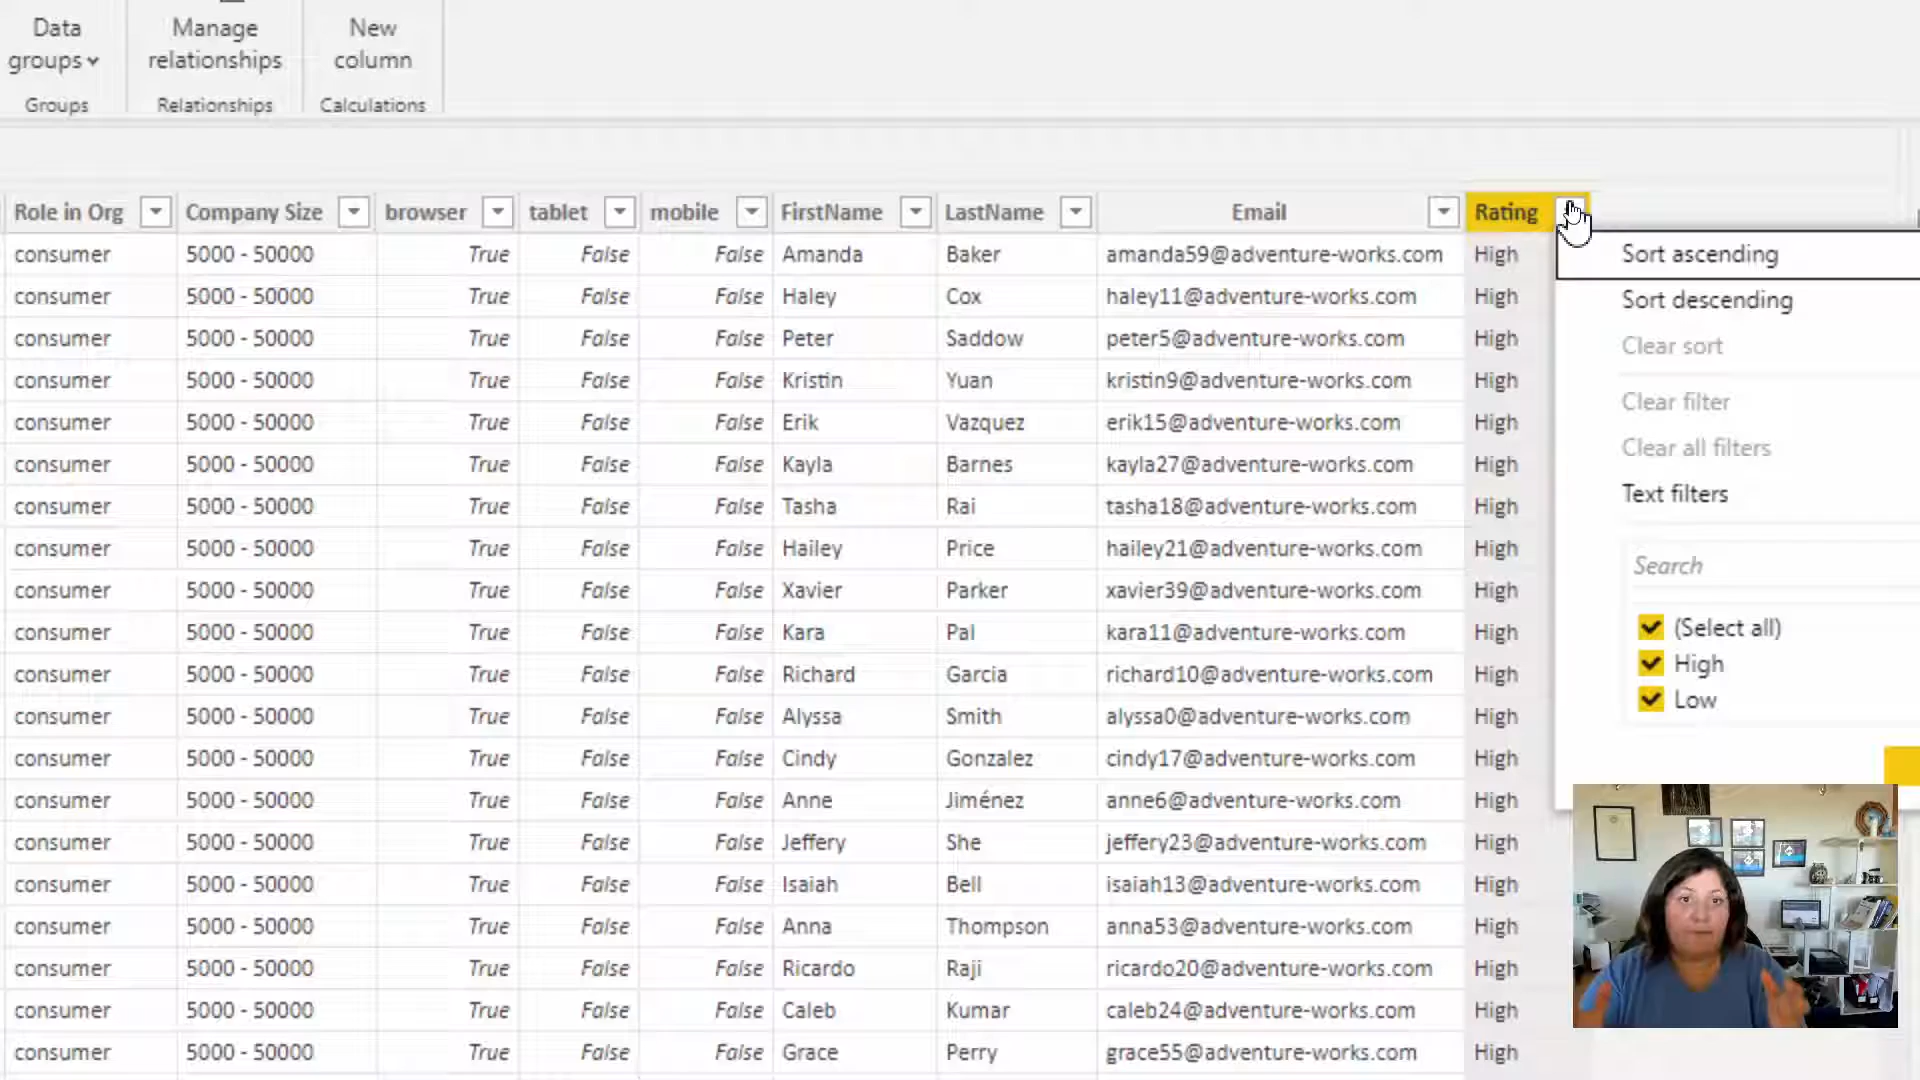 Data groups
Manage relationships
New column
Groups
Relationships
Calculations
Role in Org Company Size browser tablet mobile FirstName LastName Email Rating
consumer 5000 - 50000 True False False Amanda Baker amanda59@adventure-works.com High
consumer 5000 - 50000 True False False Haley Cox haley11@adventure-works.com High
consumer 5000 - 50000 True False False Peter Saddow peter5@adventure-works.com High
consumer 5000 - 50000 True False False Kristin Yuan kristin9@adventure-works.com High
consumer 5000 - 50000 True False False Erik Vazquez erik15@adventure-works.com High
consumer 5000 - 50000 True False False Kayla Barnes kayla27@adventure-works.com High
consumer 5000 - 50000 True False False Tasha Rai tasha18@adventure-works.com High
consumer 5000 - 50000 True False False Hailey Price hailey21@adventure-works.com High
consumer 5000 - 50000 True False False Xavier Parker xavier39@adventure-works.com High
consumer 5000 - 50000 True False False Kara Pal kara11@adventure-works.com High
consumer 5000 - 50000 True False False Richard Garcia richard10@adventure-works.com High
consumer 5000 - 50000 True False False Alyssa Smith alyssa0@adventure-works.com High
consumer 5000 - 50000 True False False Cindy Gonzalez cindy17@adventure-works.com High
consumer 5000 - 50000 True False False Anne Jiménez anne6@adventure-works.com High
consumer 5000 - 50000 True False False Jeffery She jeffery23@adventure-works.com High
consumer 5000 - 50000 True False False Isaiah Bell isaiah13@adventure-works.com High
consumer 5000 - 50000 True False False Anna Thompson anna53@adventure-works.com High
consumer 5000 - 50000 True False False Ricardo Raji ricardo20@adventure-works.com High
consumer 5000 - 50000 True False False Caleb Kumar caleb24@adventure-works.com High
consumer 5000 - 50000 True False False Grace Perry grace55@adventure-works.com High
Sort ascending
Sort descending
Clear sort
Clear filter
Clear all filters
Text filters
Search
(Select all)
High
Low